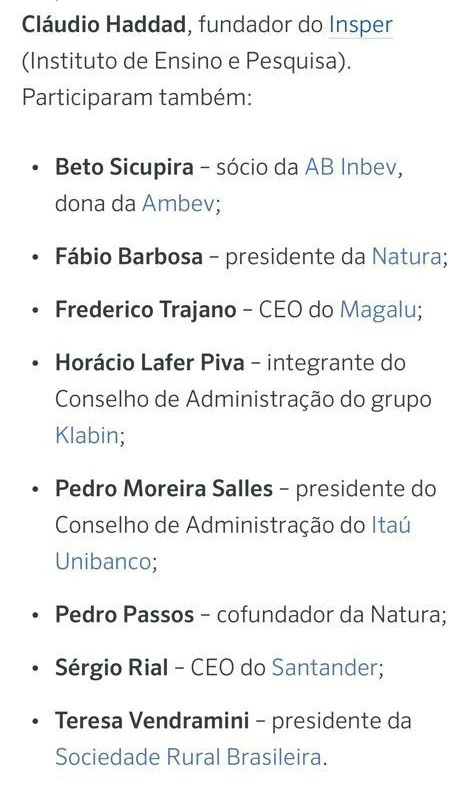 Cláudio Haddad, fundador do Insper
(Instituto de Ensino e Pesquisa).
Participaram também:
• Beto Sicupira – sócio da AB Inbev,
dona da Ambev;
• Fábio Barbosa – presidente da Natura;
• Frederico Trajano – CEO do Magalu;
• Horácio Lafer Piva – integrante do
Conselho de Administração do grupo
Klabin;
• Pedro Moreira Salles – presidente do
Conselho de Administração do Itaú
Unibanco;
• Pedro Passos – cofundador da Natura;
• Sérgio Rial – CEO do Santander;
• Teresa Vendramini – presidente da
Sociedade Rural Brasileira.